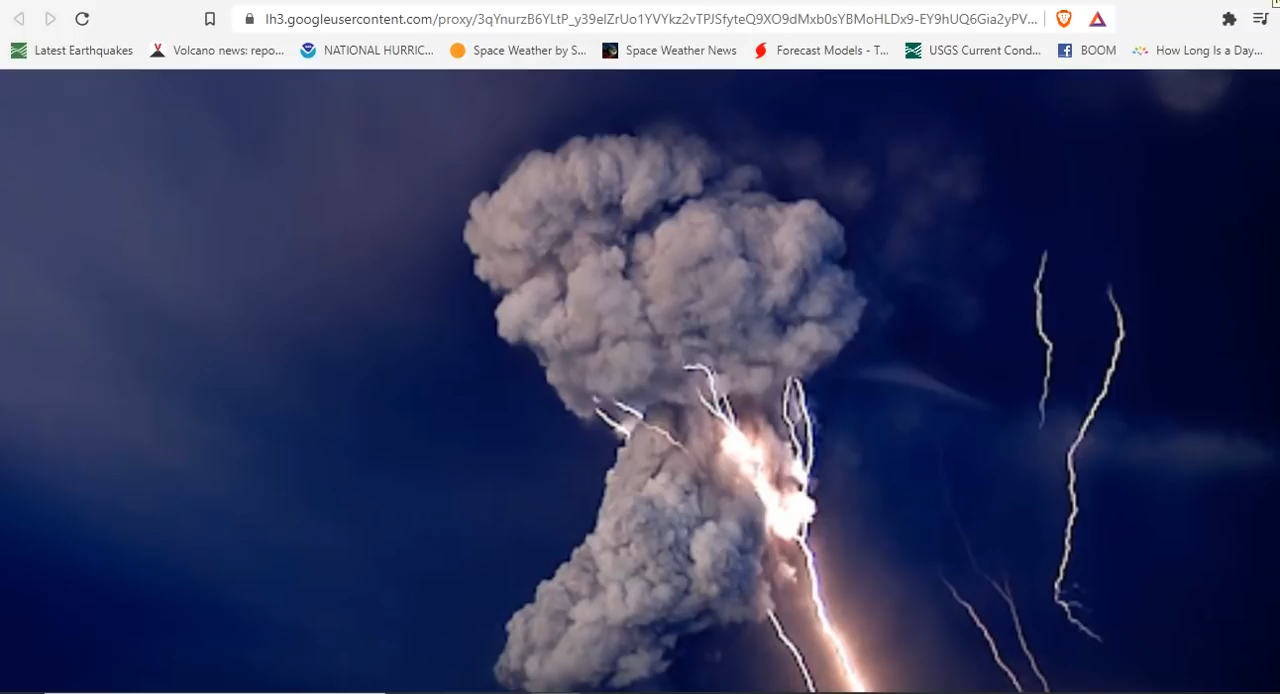 lh3.googleusercontent.com/proxy/3qYnurzB6YLtP_y39elZrUo1YVYkz2vTPJSfyteQ9XO9dMxb0sYBMoHLDx9-EY9hUQ6Gia2yPV...
Latest Earthquakes Volcano news: repo... NATIONAL HURRIC... Space Weather by S... Space Weather News Forecast Models - T... USGS Current Cond... BOOM How Long Is a Day...